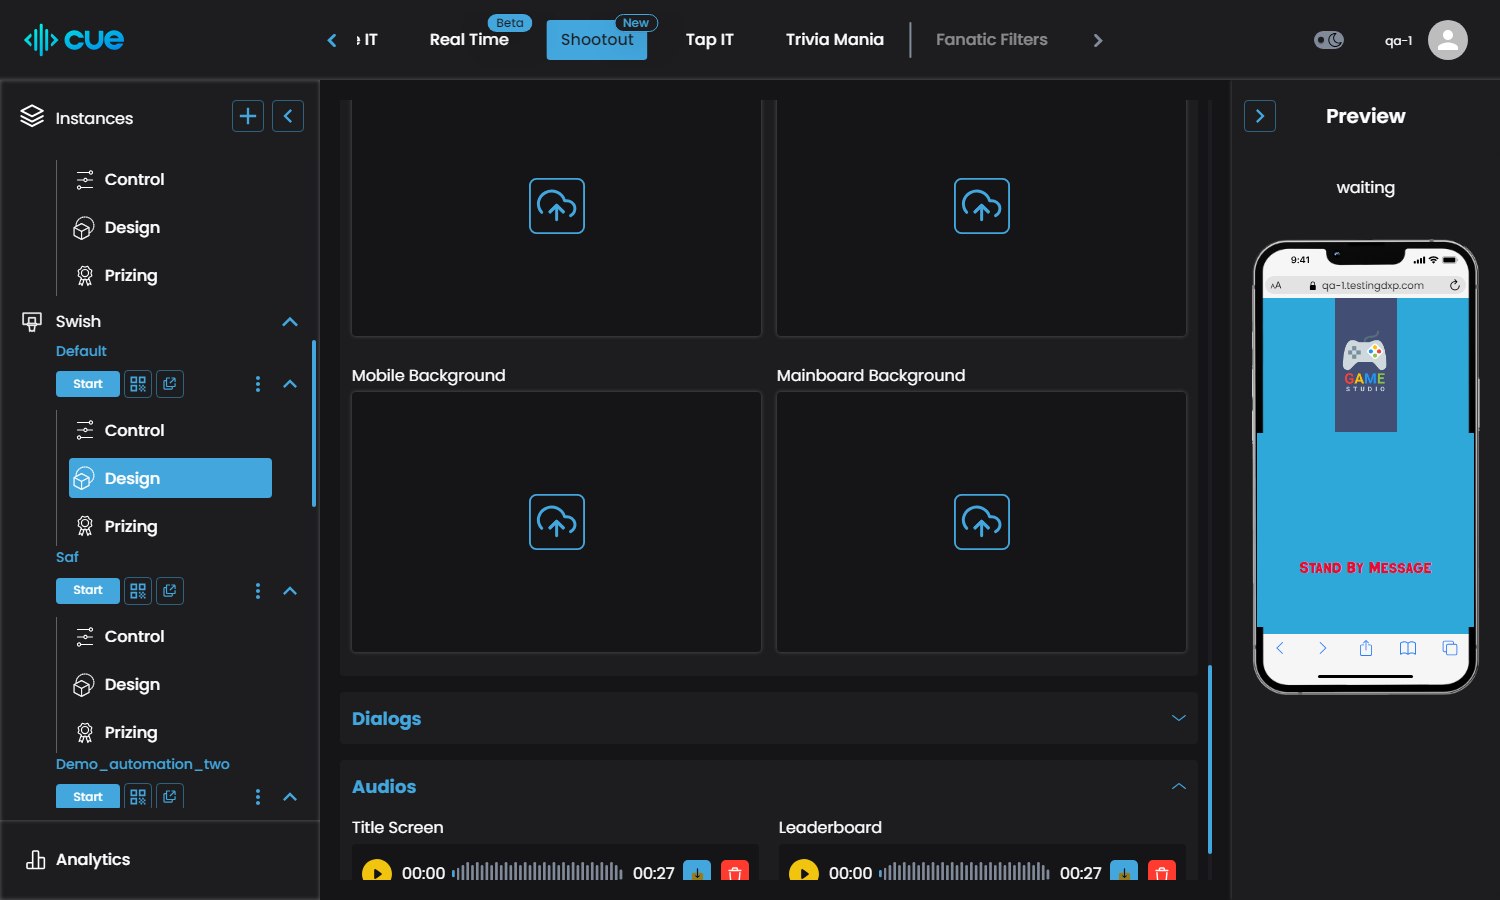 cue
e IT
Real Time
Beta
Shootout
New
Tap IT
Trivia Mania
Fanatic Filters
qa-1
Instances
Control
Design
Prizing
Swish
Default
Start
Control
Design
Prizing
Saf
Start
Control
Design
Prizing
Demo_automation_two
Start
Analytics
Mobile Background
Mainboard Background
Dialogs
Audios
Title Screen
Leaderboard
00:00
00:27
00:00
00:27
Preview
waiting
9:41
AA
qa-1.testingdxp.com
GAME
STUDIO
Stand By Message